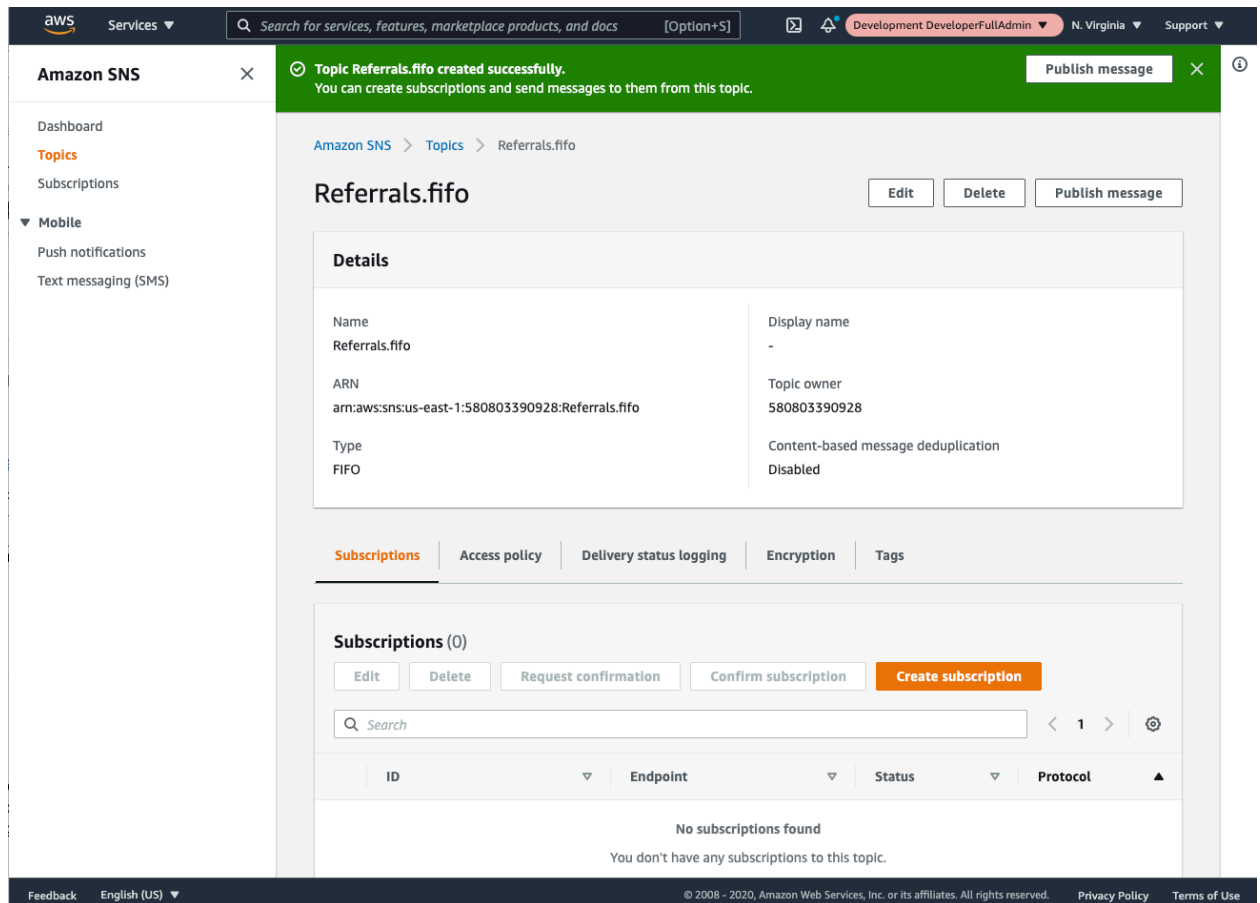 aws Services ▼ Search for services, features, marketplace products, and docs [Option+S] Development DeveloperFullAdmin ▼ N. Virginia ▼ Support ▼
Amazon SNS
Dashboard
Topics
Subscriptions
▼ Mobile
Push notifications
Text messaging (SMS)
Topic Referrals.fifo created successfully.
You can create subscriptions and send messages to them from this topic.
Publish message
Amazon SNS > Topics > Referrals.fifo
Referrals.fifo
Edit Delete Publish message
Details
Name
Referrals.fifo
ARN
arn:aws:sns:us-east-1:580803390928:Referrals.fifo
Type
FIFO
Display name
-
Topic owner
580803390928
Content-based message deduplication
Disabled
Subscriptions Access policy Delivery status logging Encryption Tags
Subscriptions (0)
Edit Delete Request confirmation Confirm subscription Create subscription
Search < 1 >
ID Endpoint Status Protocol
No subscriptions found
You don't have any subscriptions to this topic.
Feedback English (US) ▼ © 2008 - 2020, Amazon Web Services, Inc. or its affiliates. All rights reserved. Privacy Policy Terms of Use